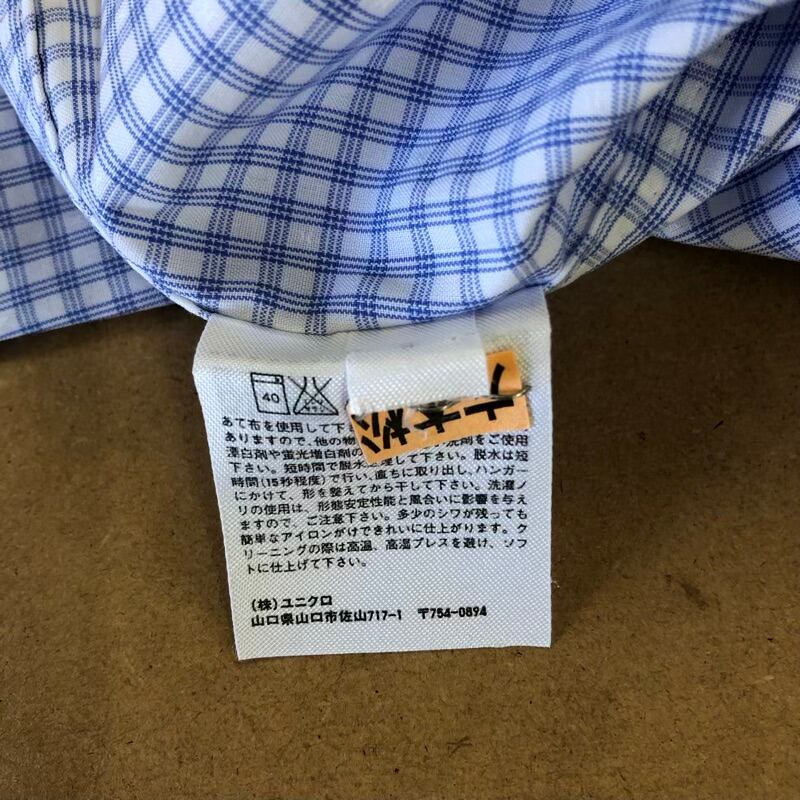 40
あて布を使用して下
ありますので、他の物 洗剤をご使用
漂白剤や蛍光増白剤の 下さい。脱水は短
下さい。短時間で脱水 理して下さい。
時間(15秒程度)で行い、直ちに取り出し、ハンガー
にかけて、形を整えてから干して下さい。洗濯ノ
リの使用は、形態安定性能と風合いに影響を与え
ますので、ご注意下さい。多少のシワが残っても
簡単なアイロンがけできれいに仕上がります。ク
リーニングの際は高温、高湿プレスを避け、ソフ
トに仕上げて下さい。
(株)ユニクロ
山口県山口市佐山717-1 〒754-0894